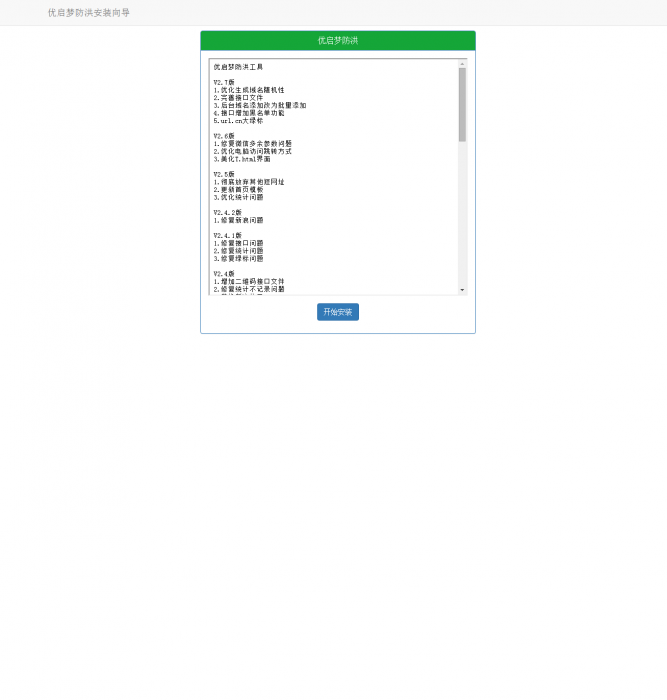 优启梦防洪安装向导
优启梦防洪
优启梦防洪工具
V2.7版
1.优化生成域名随机性
2.完善接口文件
3.后台域名添加改为批量添加
4.接口增加黑名单功能
5.url.cn大绿标
V2.6版
1.修复微信多余参数问题
2.优化电脑访问跳转方式
3.美化T.html界面
V2.5版
1.彻底放弃其他短网址
2.更新首页模板
3.优化统计问题
V2.4.2版
1.修复新浪问题
V2.4.1版
1.修复接口问题
2.修复统计问题
3.修复绿标问题
V2.4版
1.增加二维码接口文件
2.修复统计不记录问题
开始安装